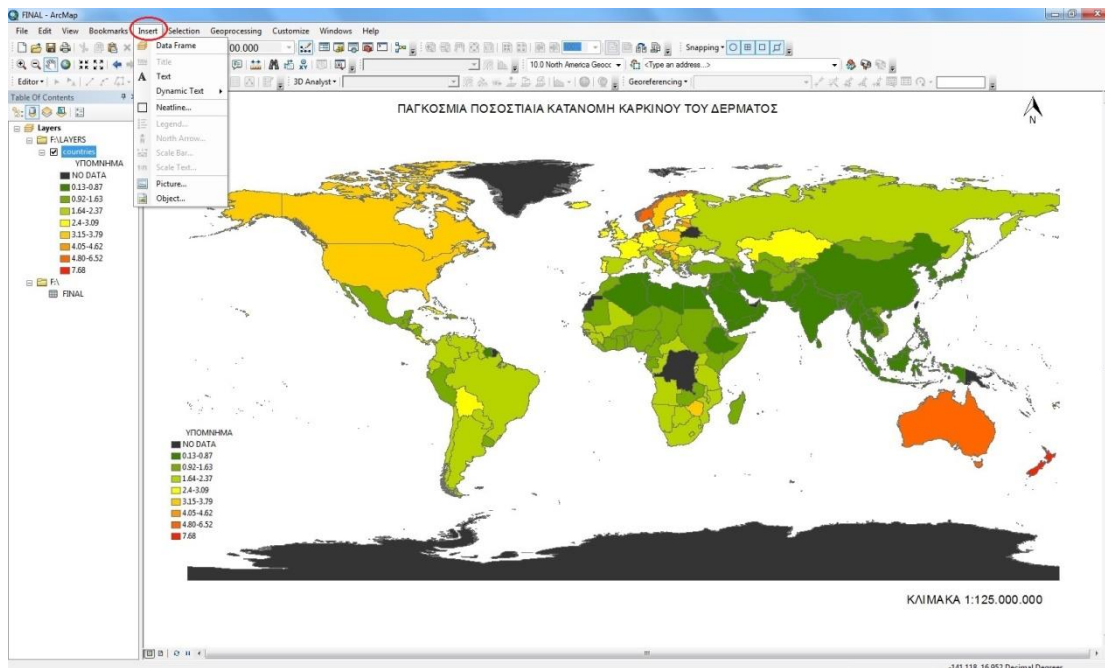 FINAL - ArcMap
File Edit View Bookmarks Insert Selection Geoprocessing Customize Windows Help
00.000
Snapping
10.0 North America Geocc
<Type an address...>
Editor
3D Analyst
Georeferencing
Data Frame
Title
Text
Dynamic Text
Neatline...
Legend...
North Arrow...
Scale Bar...
Scale Text...
Picture...
Object...
Table Of Contents
Layers
F:\LAYERS
countries
ΥΠΟΜΝΗΜΑ
NO DATA
0.13-0.87
0.92-1.63
1.64-2.37
2.4-3.09
3.15-3.79
4.05-4.62
4.80-6.52
7.68
F:\
FINAL
ΠΑΓΚΟΣΜΙΑ ΠΟΣΟΣΤΙΑΙΑ ΚΑΤΑΝΟΜΗ ΚΑΡΚΙΝΟΥ ΤΟΥ ΔΕΡΜΑΤΟΣ
N
ΥΠΟΜΝΗΜΑ
NO DATA
0.13-0.87
0.92-1.63
1.64-2.37
2.4-3.09
3.15-3.79
4.05-4.62
4.80-6.52
7.68
ΚΛΙΜΑΚΑ 1:125.000.000
-141.118 16.952 Decimal Degrees